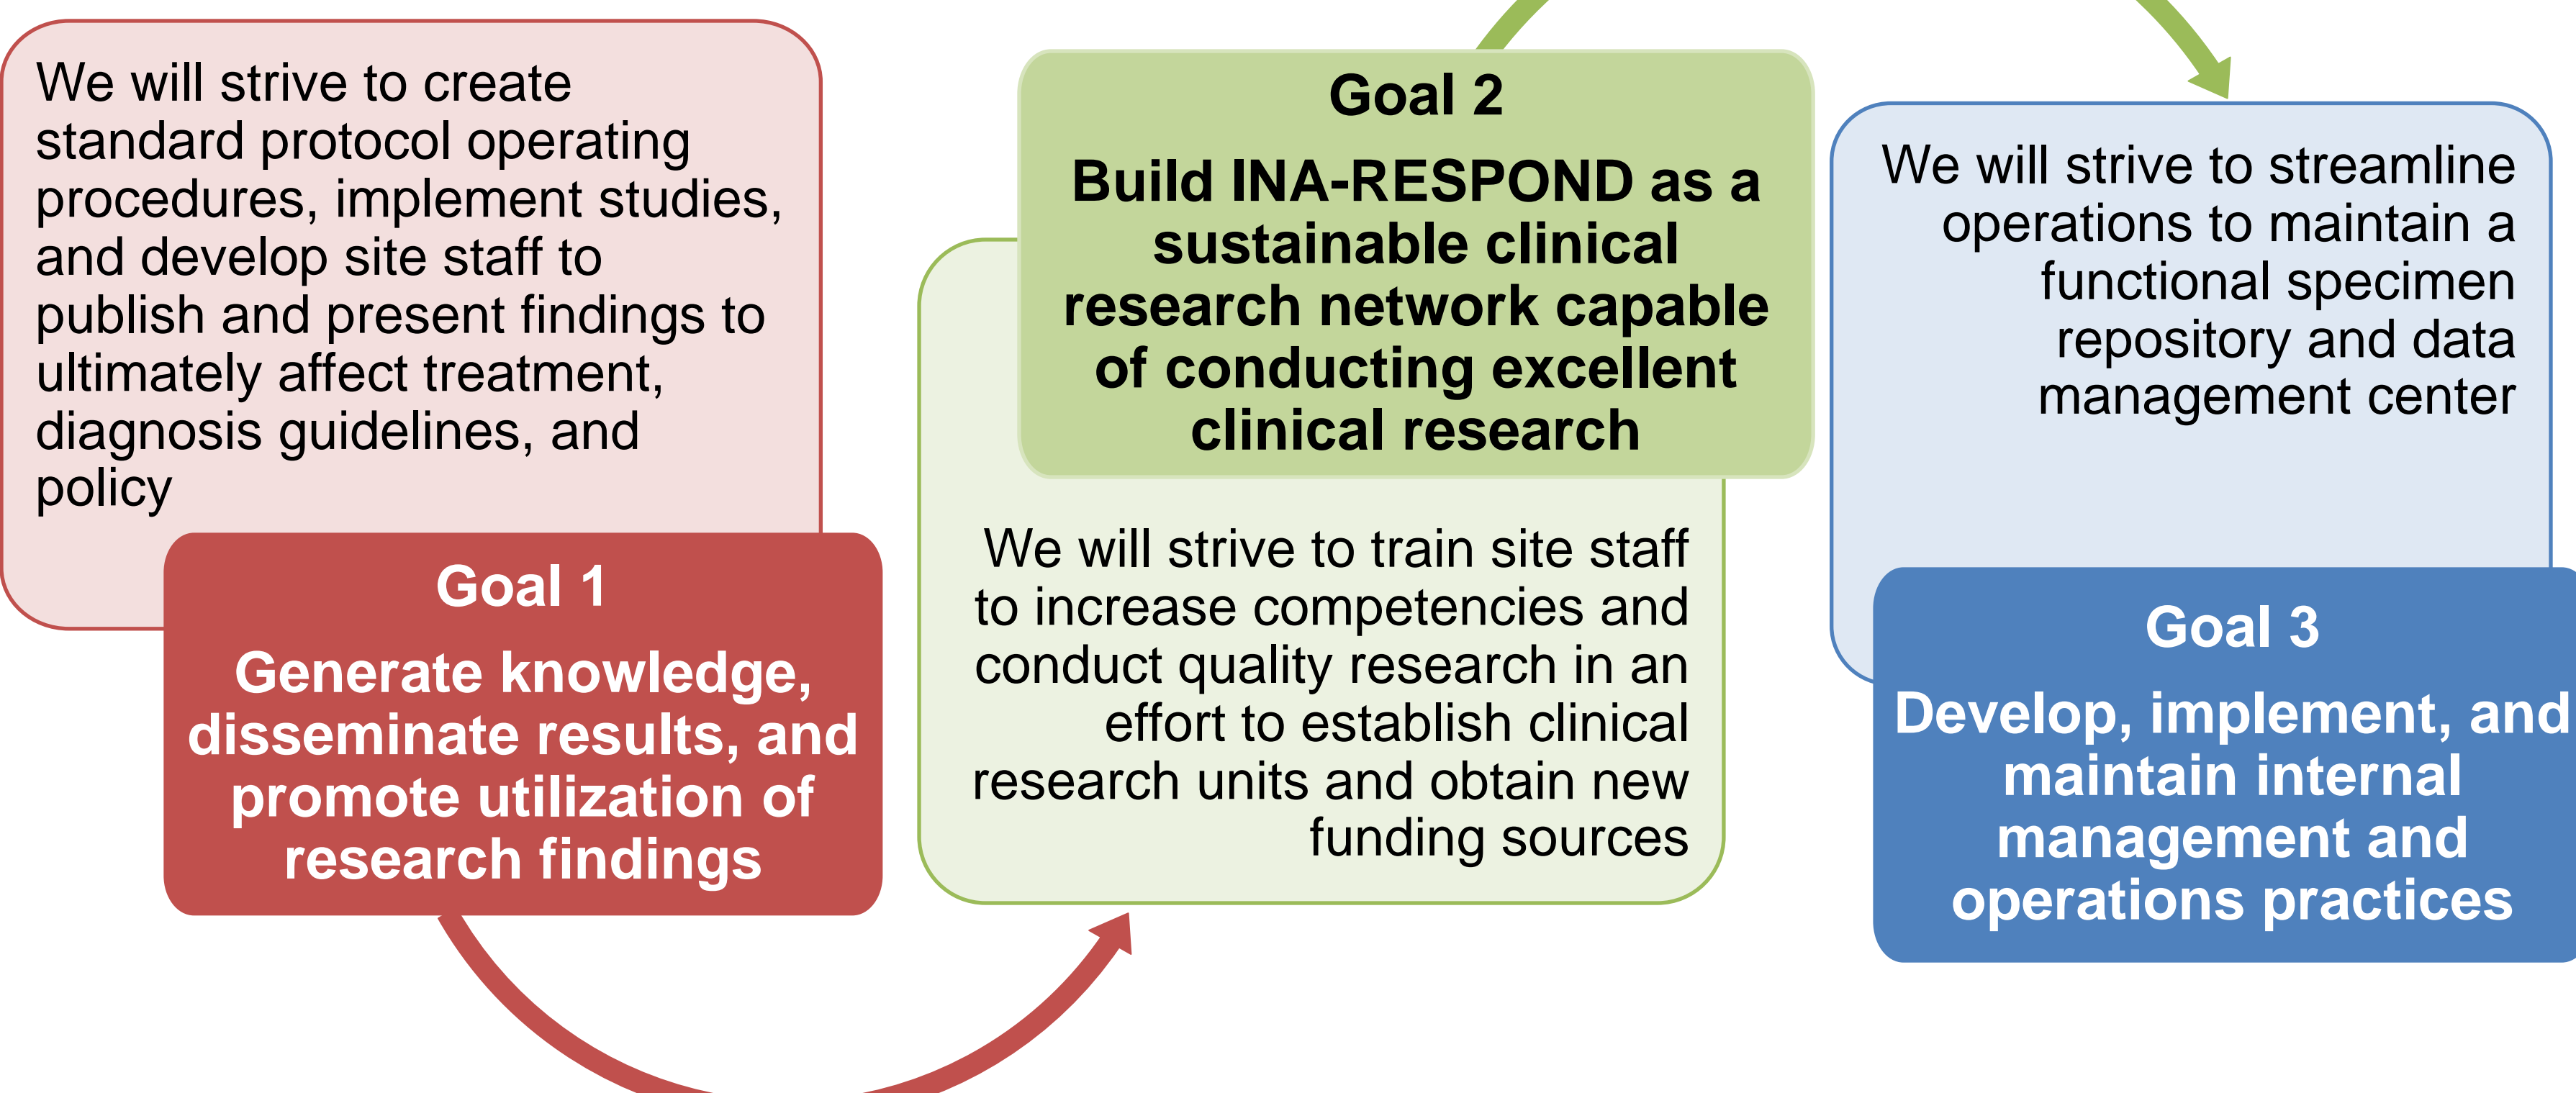 We will strive to create
standard protocol operating
procedures, implement studies,
and develop site staff to
publish and present findings to
ultimately affect treatment,
diagnosis guidelines, and
policy
Goal 1
Generate knowledge,
disseminate results, and
promote utilization of
research findings
Goal 2
Build INA-RESPOND as a
sustainable clinical
research network capable
of conducting excellent
clinical research
We will strive to train site staff
to increase competencies and
conduct quality research in an
effort to establish clinical
research units and obtain new
funding sources
We will strive to streamline
operations to maintain a
functional specimen
repository and data
management center
Goal 3
Develop, implement, and
maintain internal
management and
operations practices